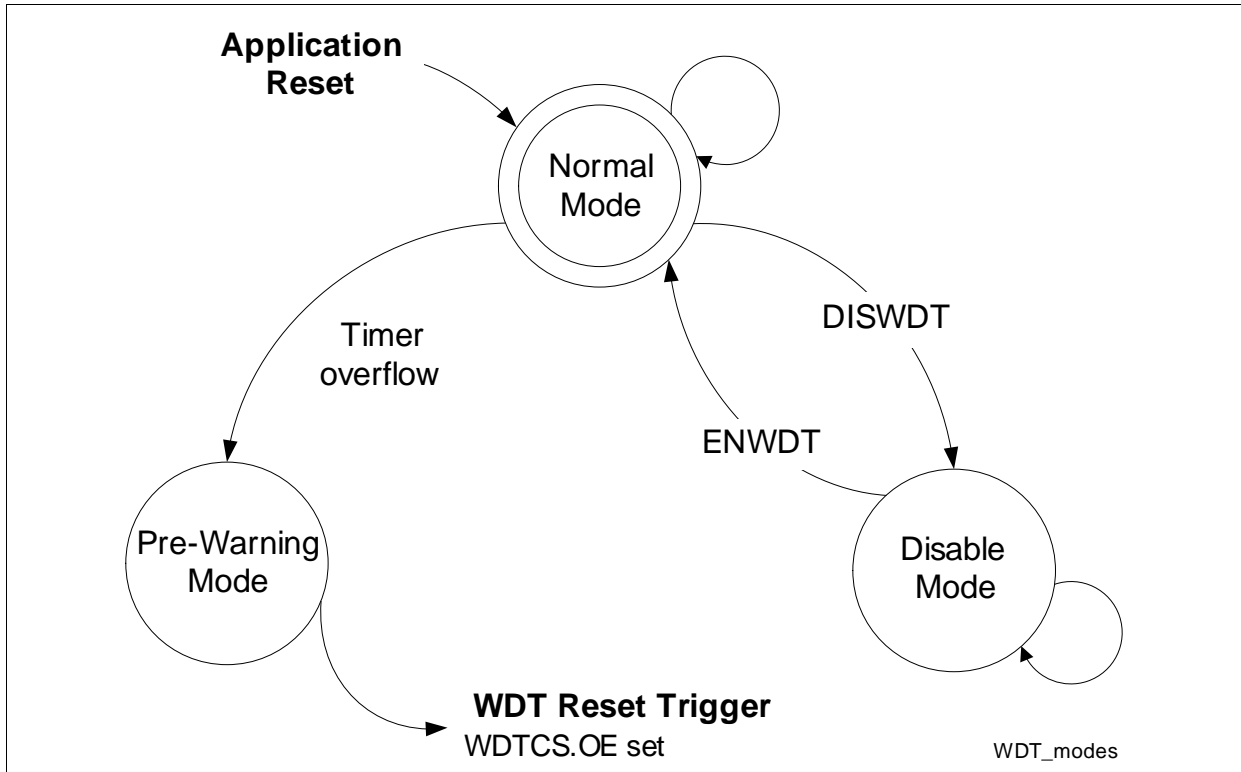 Application
Reset
Normal
Mode
Timer
overflow
DISWDT
ENWDT
Pre-Warning
Mode
Disable
Mode
WDT Reset Trigger
WDTCS.OE set
WDT_modes